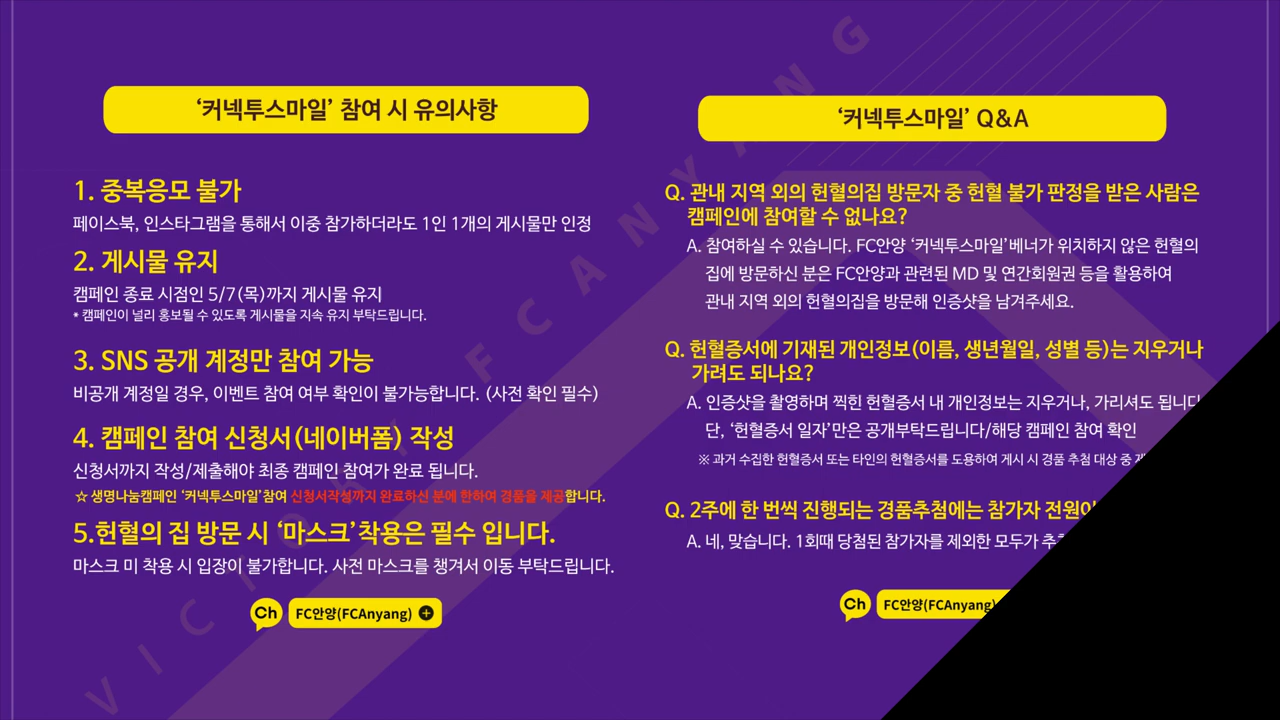 '커넥투스마일' 참여 시 유의사항
1. 중복응모 불가
페이스북, 인스타그램을 통해서 이중 참가하더라도 1인 1개의 게시물만 인정
2. 게시물 유지
캠페인 종료 시점인 5/7(목)까지 게시물 유지
* 캠페인이 널리 홍보될 수 있도록 게시물을 지속 유지 부탁드립니다.
3. SNS 공개 계정만 참여 가능
비공개 계정일 경우, 이벤트 참여 여부 확인이 불가능합니다. (사전 확인 필수)
4. 캠페인 참여 신청서(네이버폼) 작성
신청서까지 작성/제출해야 최종 캠페인 참여가 완료 됩니다.
☆ 생명나눔캠페인 '커넥투스마일'참여 신청서작성까지 완료하신 분에 한하여 경품을 제공합니다.
5.헌혈의 집 방문 시 '마스크'착용은 필수 입니다.
마스크 미 착용 시 입장이 불가합니다. 사전 마스크를 챙겨서 이동 부탁드립니다.
Ch FC안양(FCAnyang)
'커넥투스마일' Q&A
Q. 관내 지역 외의 헌혈의집 방문자 중 헌혈 불가 판정을 받은 사람은
캠페인에 참여할 수 없나요?
A. 참여하실 수 있습니다. FC안양 '커넥투스마일'베너가 위치하지 않은 헌혈의
집에 방문하신 분은 FC안양과 관련된 MD 및 연간회원권 등을 활용하여
관내 지역 외의 헌혈의집을 방문해 인증샷을 남겨주세요.
Q. 헌혈증서에 기재된 개인정보(이름, 생년월일, 성별 등)는 지우거나
가려도 되나요?
A. 인증샷을 촬영하며 찍힌 헌혈증서 내 개인정보는 지우거나, 가리셔도 됩니다
단, '헌혈증서 일자'만은 공개부탁드립니다/해당 캠페인 참여 확인
※ 과거 수집한 헌혈증서 또는 타인의 헌혈증서를 도용하여 게시 시 경품 추첨 대상 중
Q. 2주에 한 번씩 진행되는 경품추첨에는 참가자
A. 네, 맞습니다. 1회때 당첨된 참가자를 제외한 모두가
Ch FC안양(FCAnyang)
VICTORY FC ANYANG